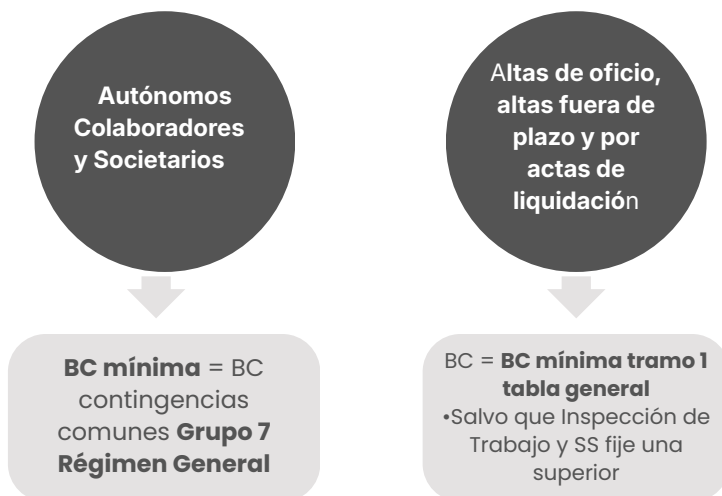 Autónomos
Colaboradores
y Societarios
BC mínima = BC
contingencias
comunes Grupo 7
Régimen General
Altas de oficio,
altas fuera de
plazo y por
actas de
liquidación
BC = BC mínima tramo 1
tabla general
•Salvo que Inspección de
Trabajo y SS fije una
superior